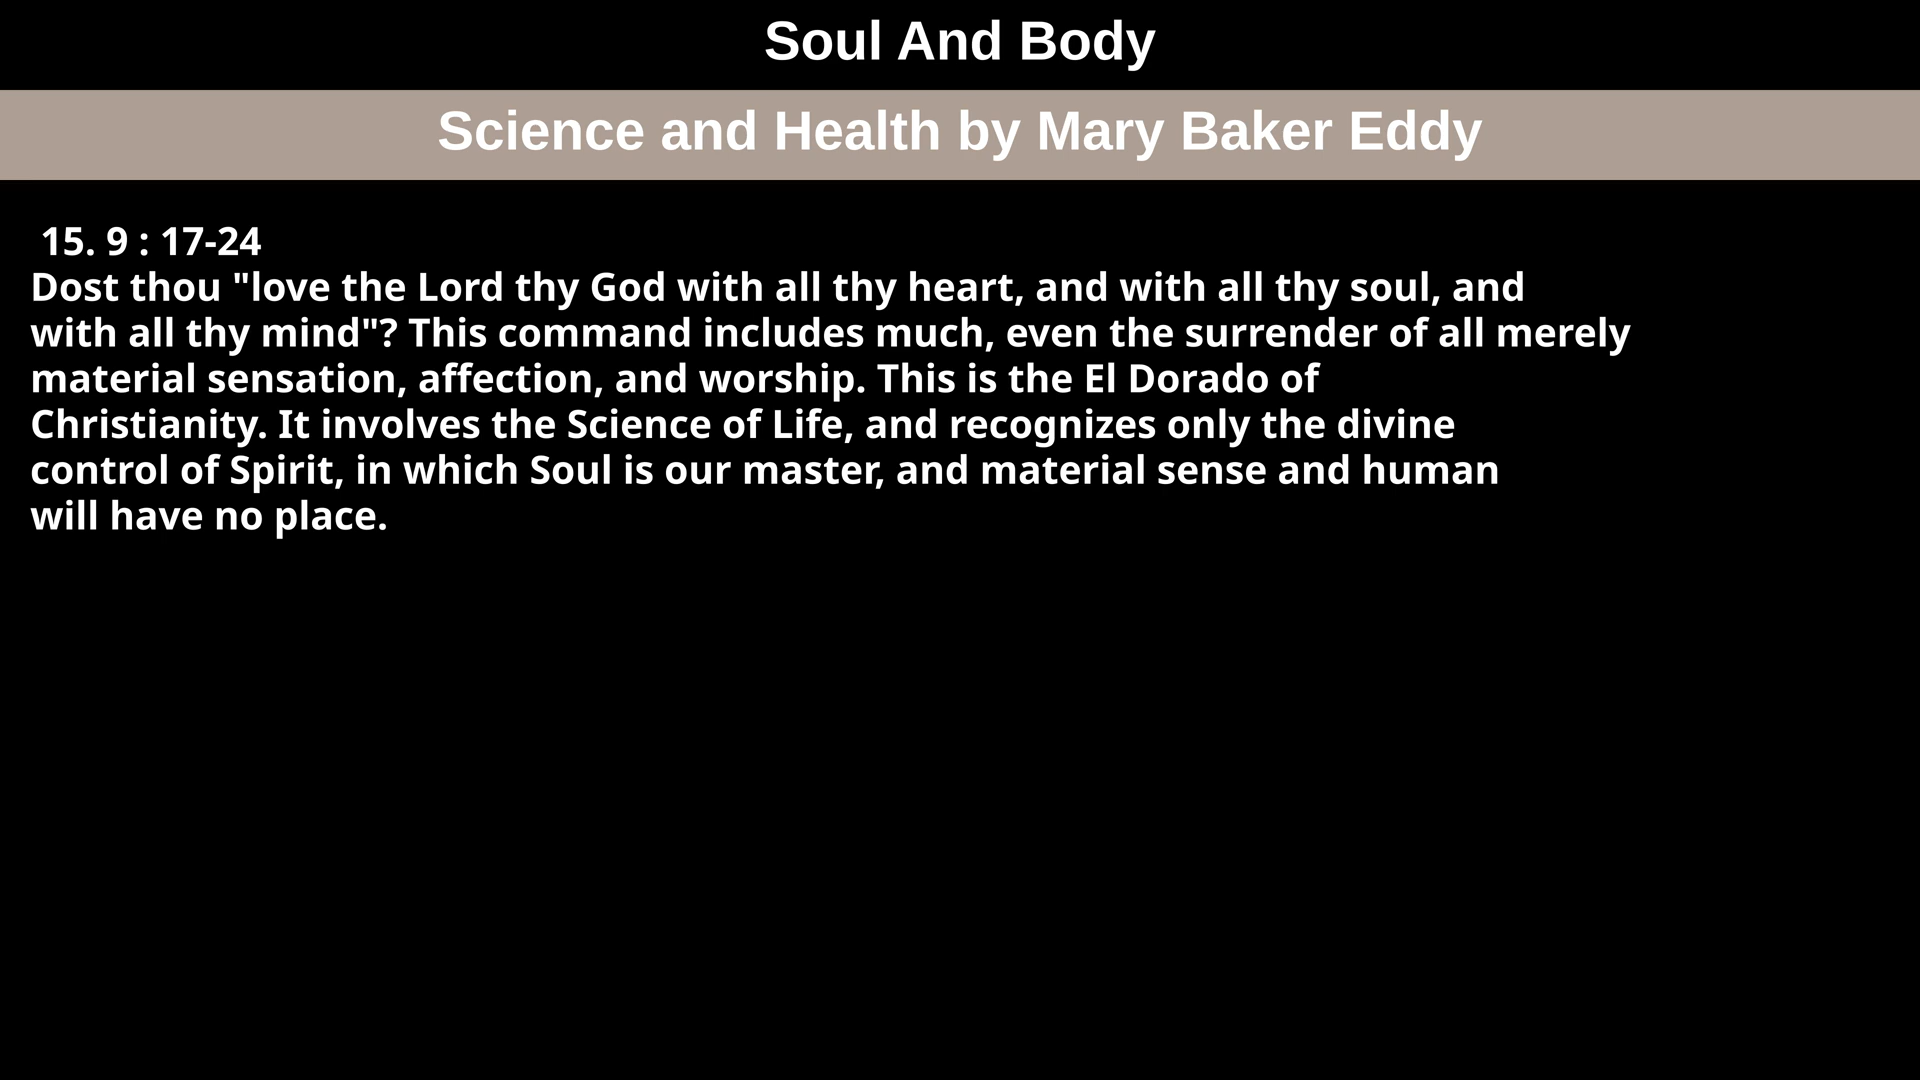 Soul And Body
Science and Health by Mary Baker Eddy
15. 9 : 17-24
Dost thou "love the Lord thy God with all thy heart, and with all thy soul, and
with all thy mind"? This command includes much, even the surrender of all merely
material sensation, affection, and worship. This is the El Dorado of
Christianity. It involves the Science of Life, and recognizes only the divine
control of Spirit, in which Soul is our master, and material sense and human
will have no place.